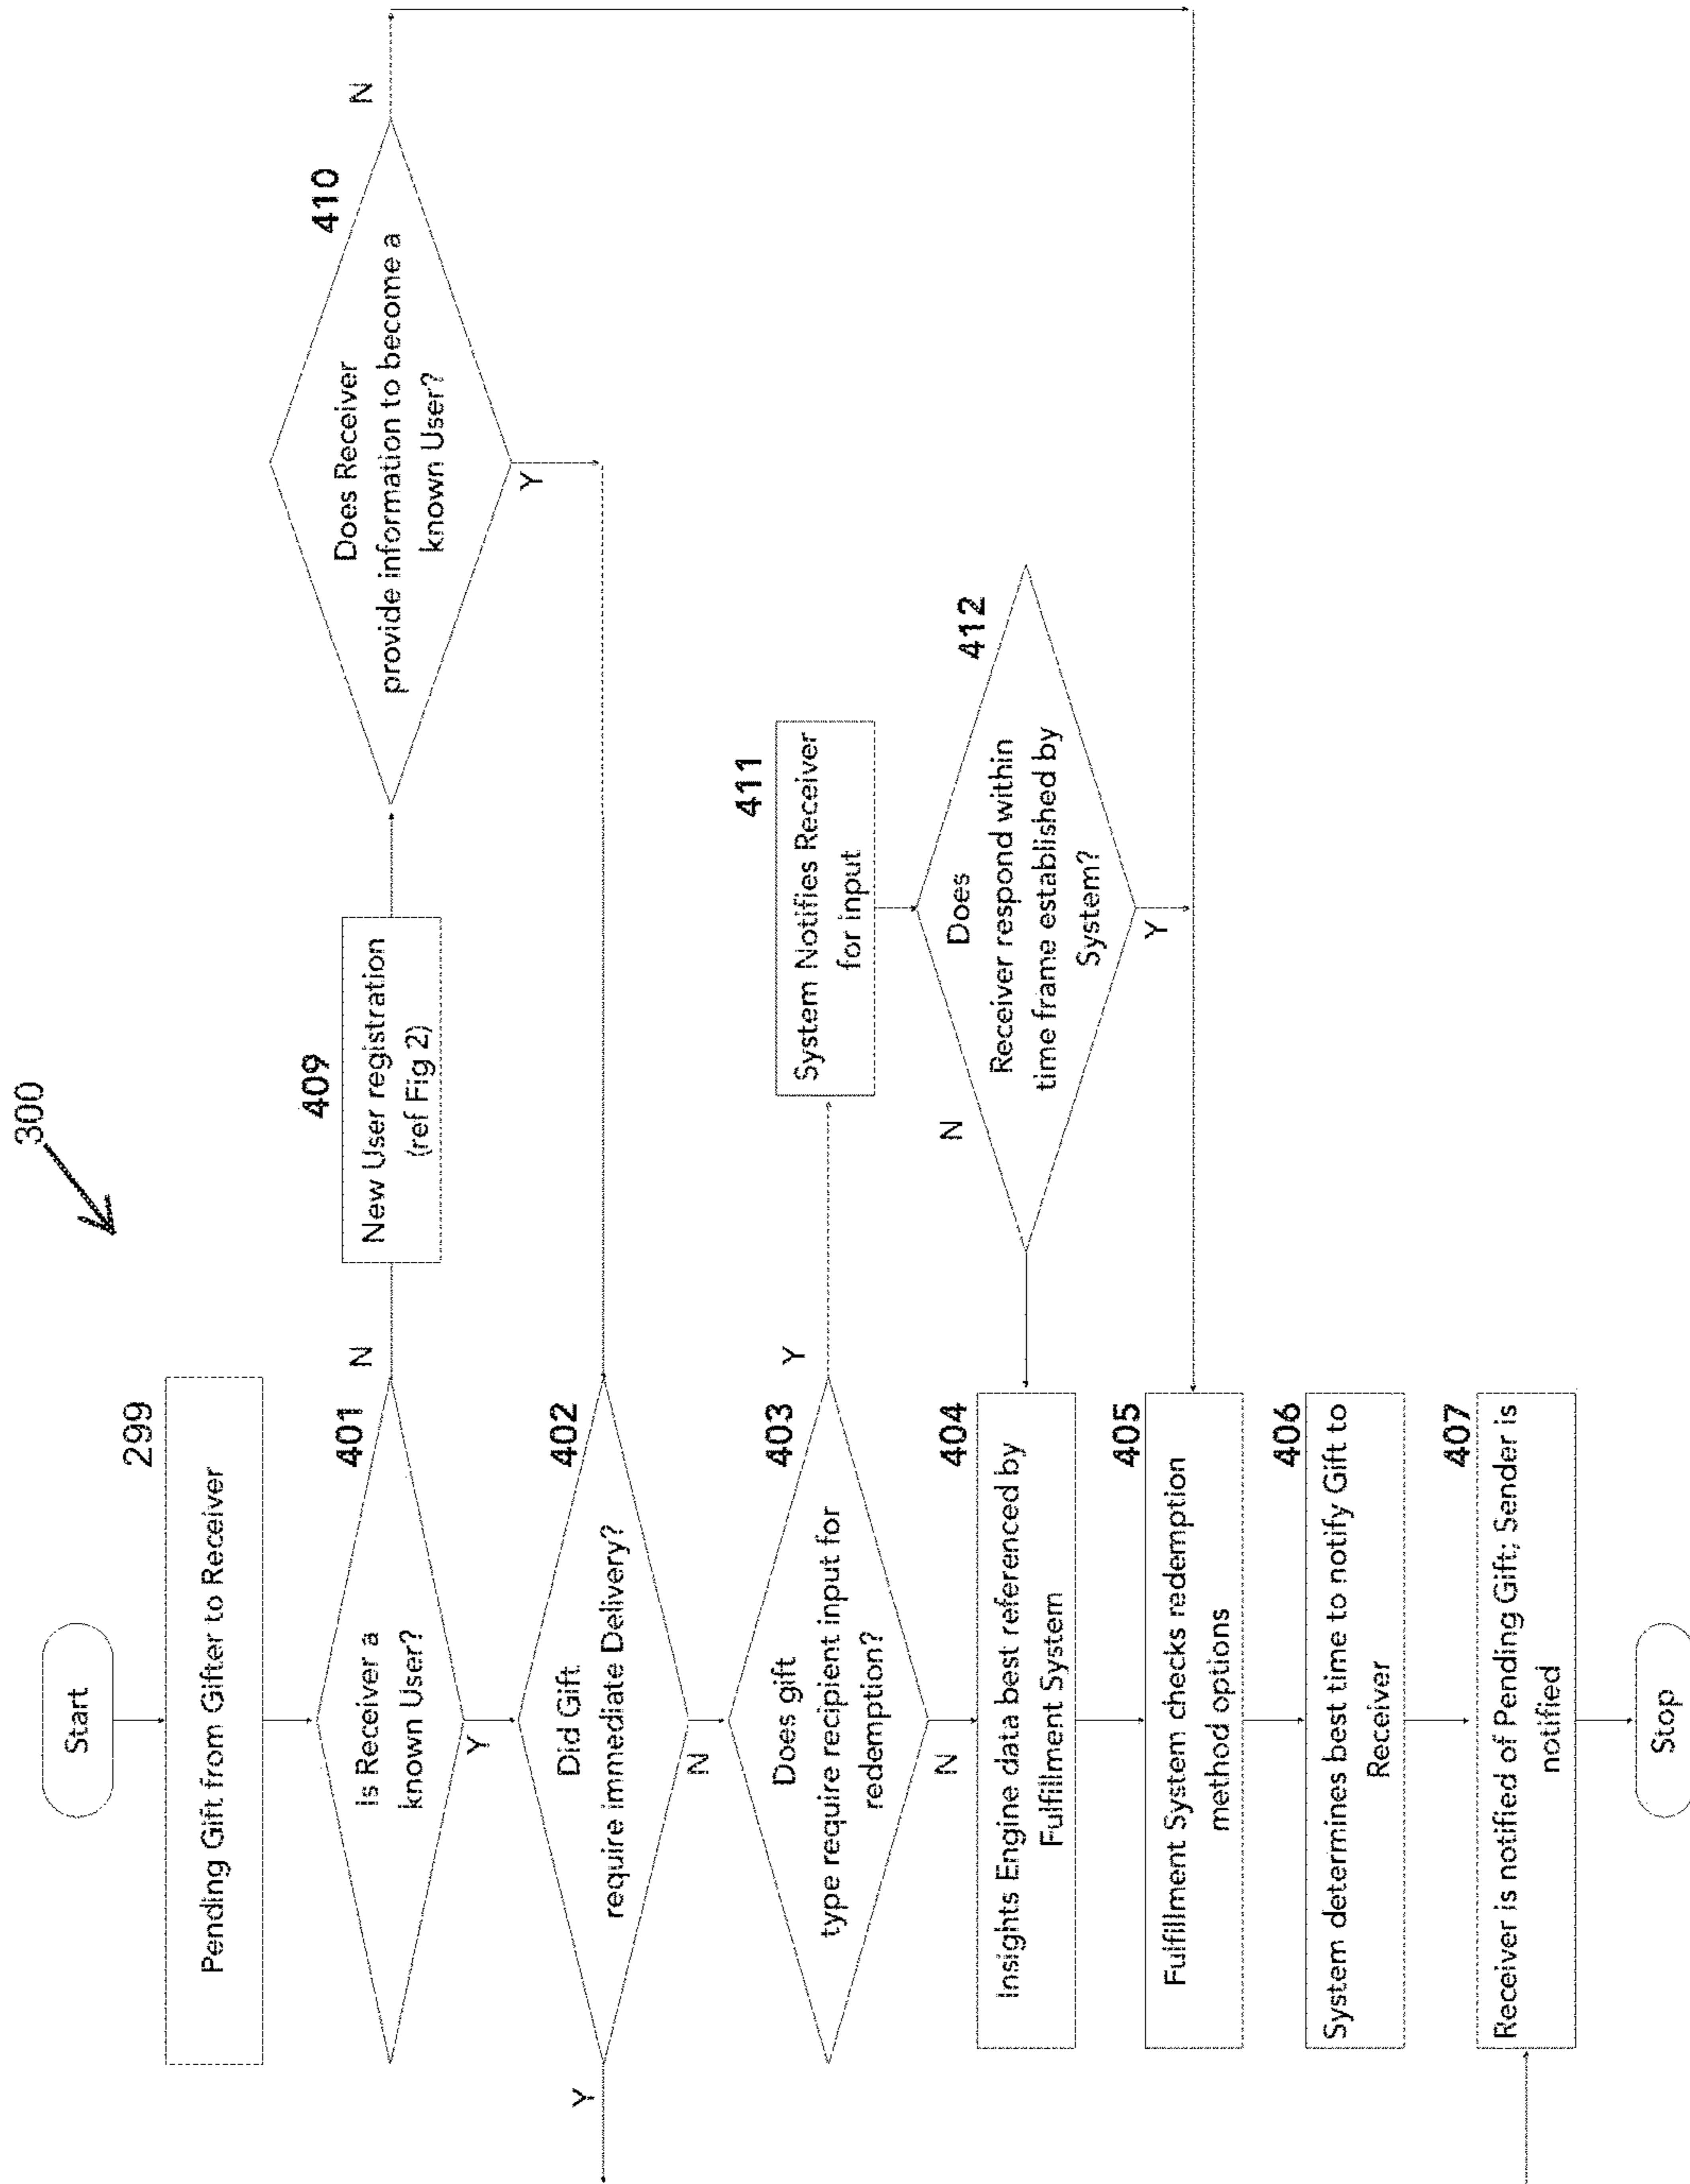 300
Start
299
Pending Gift from Gifter to Receiver
401
Is Receiver a
known User?
N
Y
409
New User registration
(ref Fig 2)
410
Does Receiver
provide information to become a
known User?
N
Y
402
Did Gift
require immediate Delivery?
Y
N
403
Does gift
type require recipient input for
redemption?
Y
N
411
System Notifies Receiver
for input
412
Does
Receiver respond within
time frame established by
System?
N
Y
404
Insights Engine data best referenced by
Fulfillment System
405
Fulfillment System checks redemption
method options
406
System determines best time to notify Gift to
Receiver
407
Receiver is notified of Pending Gift; Sender is
notified
Stop